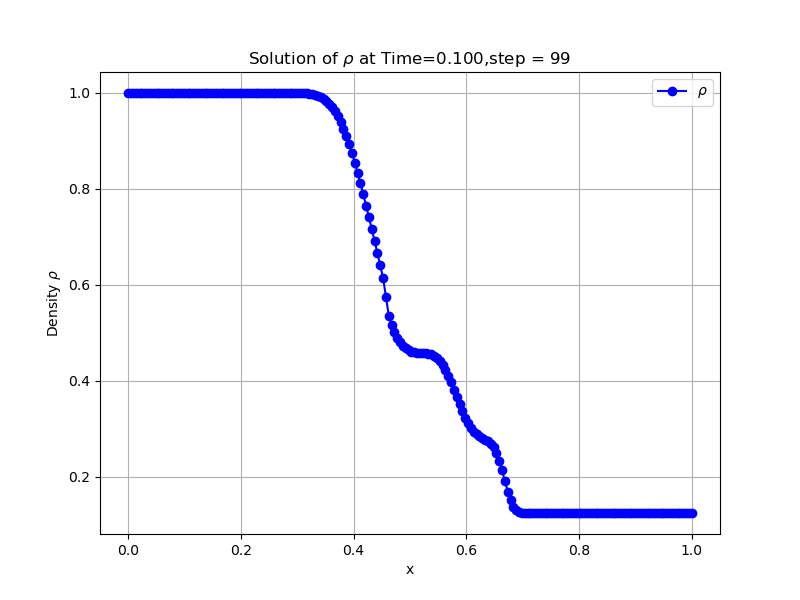 Solution of ρ at Time=0.100,step = 99
ρ
1.0
0.8
0.6
0.4
0.2
Density ρ
0.0
0.2
0.4
0.6
0.8
1.0
x